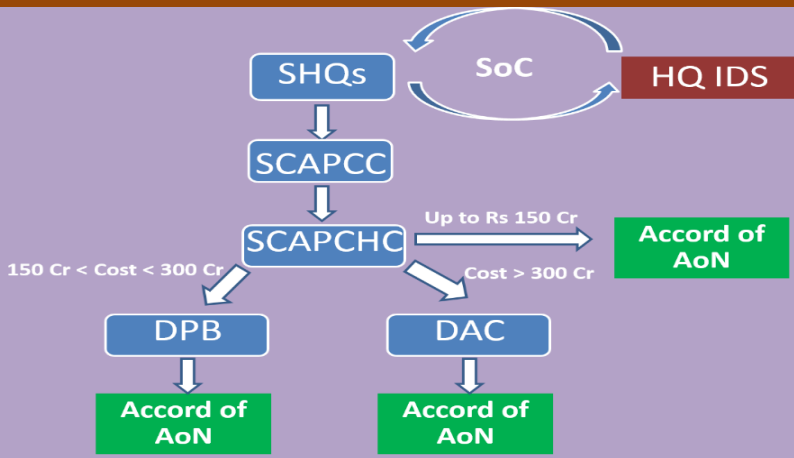 SoC
SHQs
HQ IDS
SCAPCC
Up to Rs 150 Cr
SCAPCHC
Accord of
AoN
150 Cr < Cost < 300 Cr
Cost > 300 Cr
DPB
DAC
Accord of
AoN
Accord of
AoN